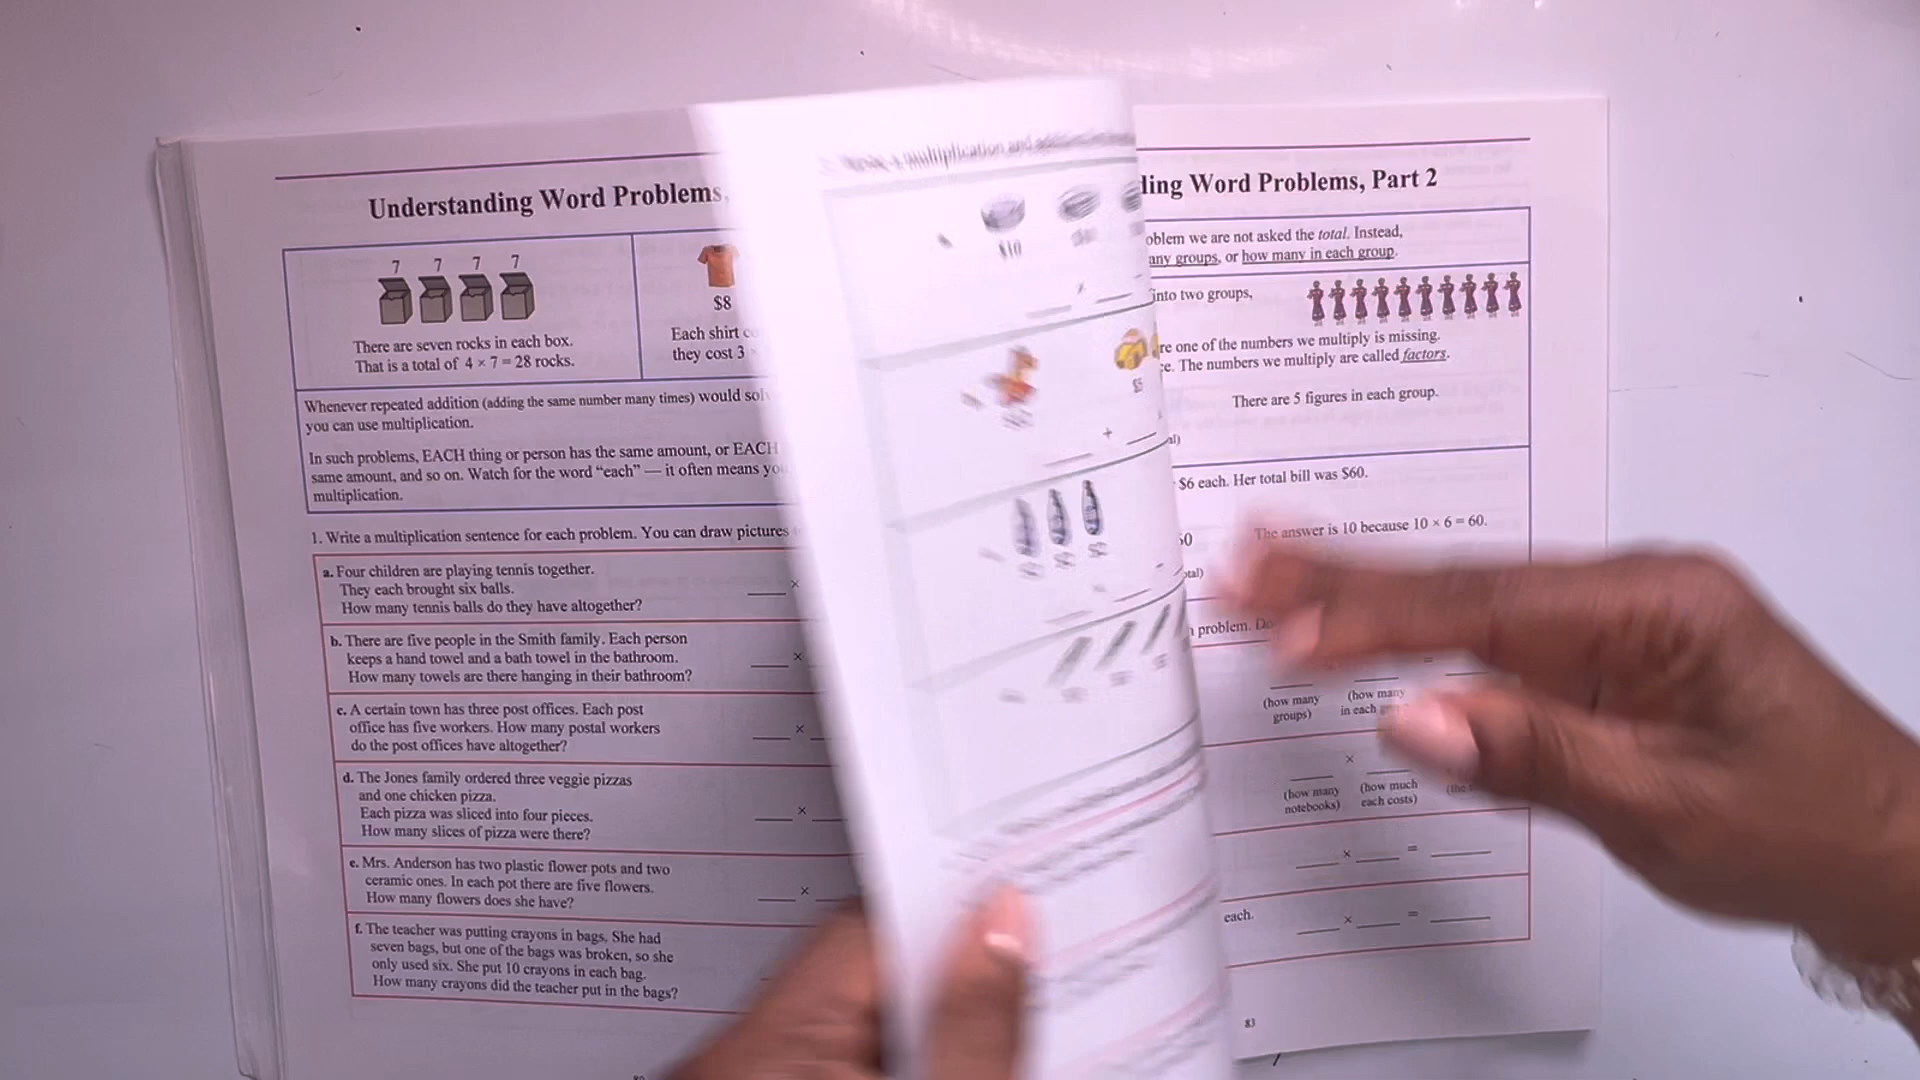 Understanding Word Problems,
7 7 7 7
There are seven rocks in each box.
That is a total of 4 × 7 = 28 rocks.
$8
Each shirt
they cost 3
Whenever repeated addition (adding the same number many times) would
you can use multiplication.
In such problems, EACH thing or person has the same amount, or EACH
same amount, and so on. Watch for the word “each” — it often means
multiplication.
1. Write a multiplication sentence for each problem. You can draw pictures
a. Four children are playing tennis together.
They each brought six balls.
How many tennis balls do they have altogether?
___ ×
b. There are five people in the Smith family. Each person
keeps a hand towel and a bath towel in the bathroom.
How many towels are there hanging in their bathroom?
___ ×
c. A certain town has three post offices. Each post
office has five workers. How many postal workers
do the post offices have altogether?
___ ×
d. The Jones family ordered three veggie pizzas
and one chicken pizza.
Each pizza was sliced into four pieces.
How many slices of pizza were there?
___ ×
e. Mrs. Anderson has two plastic flower pots and two
ceramic ones. In each pot there are five flowers.
How many flowers does she have?
___ ×
f. The teacher was putting crayons in bags. She had
seven bags, but one of the bags was broken, so she
only used six. She put 10 crayons in each bag.
How many crayons did the teacher put in the bags?
multiplication and
$10
$5
+
Word Problems, Part 2
we are not asked the total. Instead,
any groups, or how many in each group.
into two groups,
one of the numbers we multiply is missing.
The numbers we multiply are called factors.
There are 5 figures in each group.
$6 each. Her total bill was $60.
The answer is 10 because 10 × 6 = 60.
problem.
(how many
groups)
(how many
in each
×
(how many
notebooks)
(how much
each costs)
___ × ___ = ___
each.
___ × ___ = ___
83